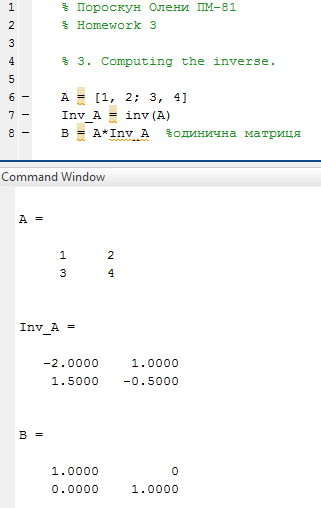 1 % Пороскун Олени ПМ-81
2 % Homework 3
3
4 % 3. Computing the inverse.
5
6 – A = [1, 2; 3, 4]
7 – Inv_A = inv(A)
8 – B = A*Inv_A %одинична матриця
Command Window
A =
1 2
3 4
Inv_A =
-2.0000 1.0000
1.5000 -0.5000
B =
1.0000 0
0.0000 1.0000